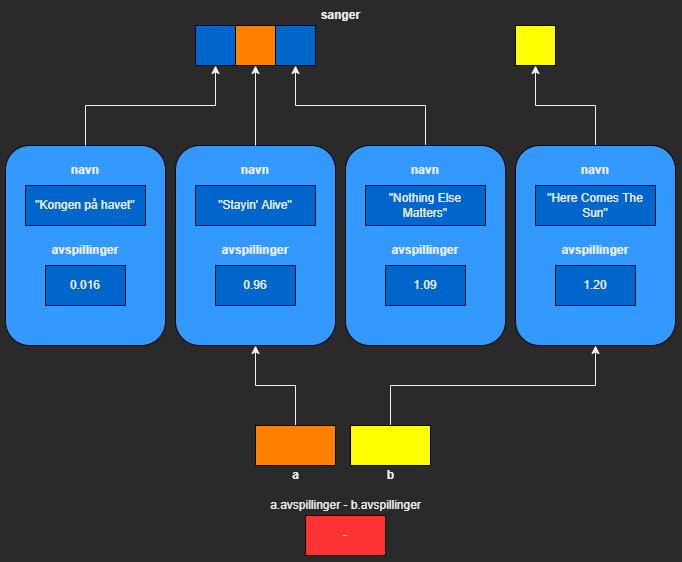 sanger
navn
"Kongen på havet"
avspillinger
0.016
navn
"Stayin' Alive"
avspillinger
0.96
navn
"Nothing Else
Matters"
avspillinger
1.09
navn
"Here Comes The
Sun"
avspillinger
1.20
a
b
a.avspillinger - b.avspillinger
-